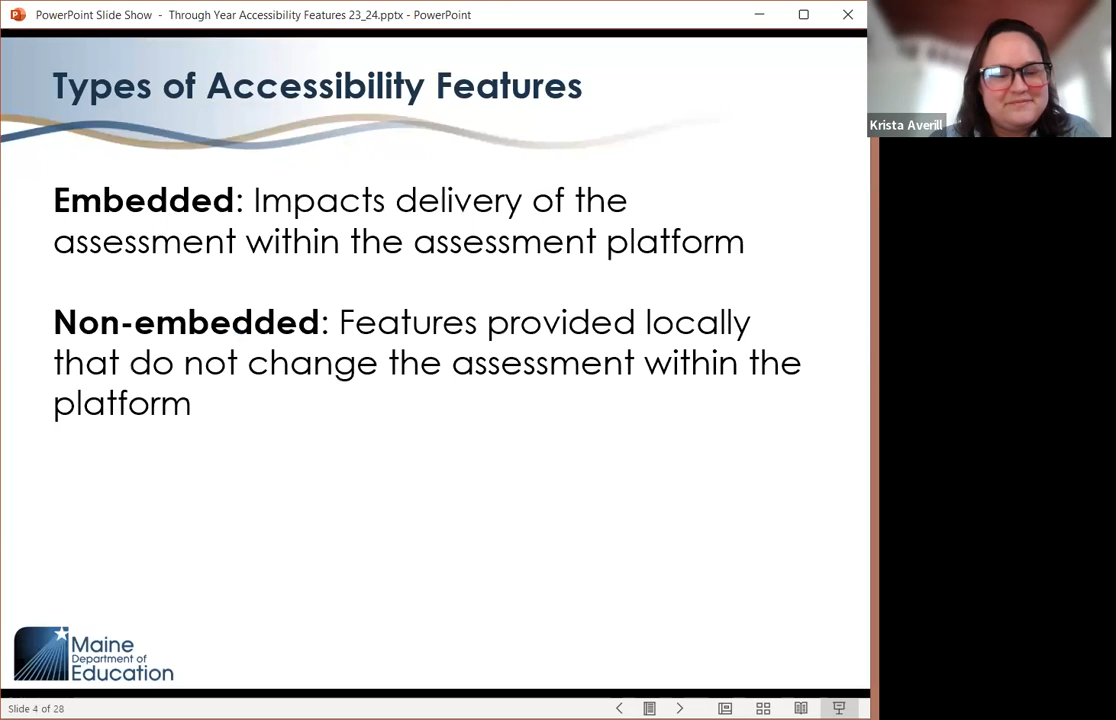 PowerPoint Slide Show - Through Year Accessibility Features 23_24.pptx - PowerPoint
Types of Accessibility Features
Krista Averill
Embedded: Impacts delivery of the
assessment within the assessment platform
Non-embedded: Features provided locally
that do not change the assessment within the
platform
Maine
Department of
Education
Slide 4 of 28